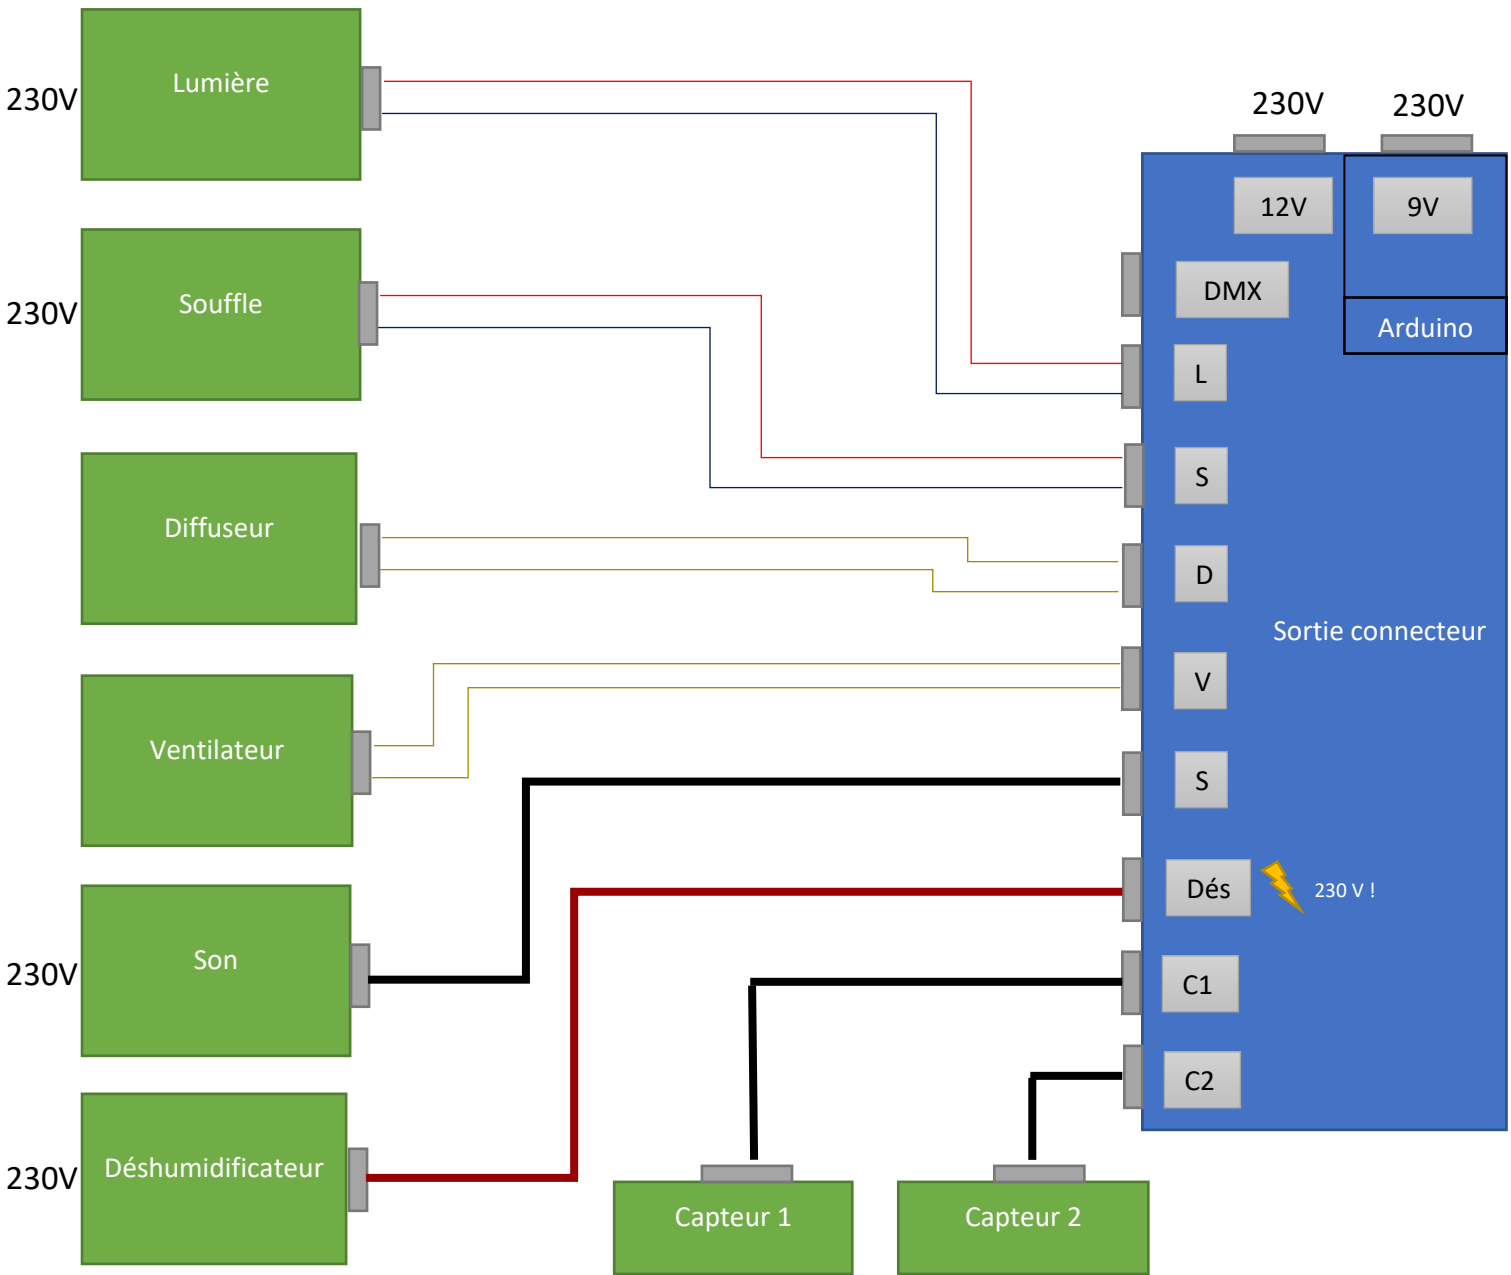 Lumière
230V
230V
230V
12V
9V
DMX
Souffle
230V
Arduino
L
S
Diffuseur
D
Sortie connecteur
V
Ventilateur
S
Dés
230 V !
Son
230V
C1
C2
Déshumidificateur
230V
Capteur 1
Capteur 2